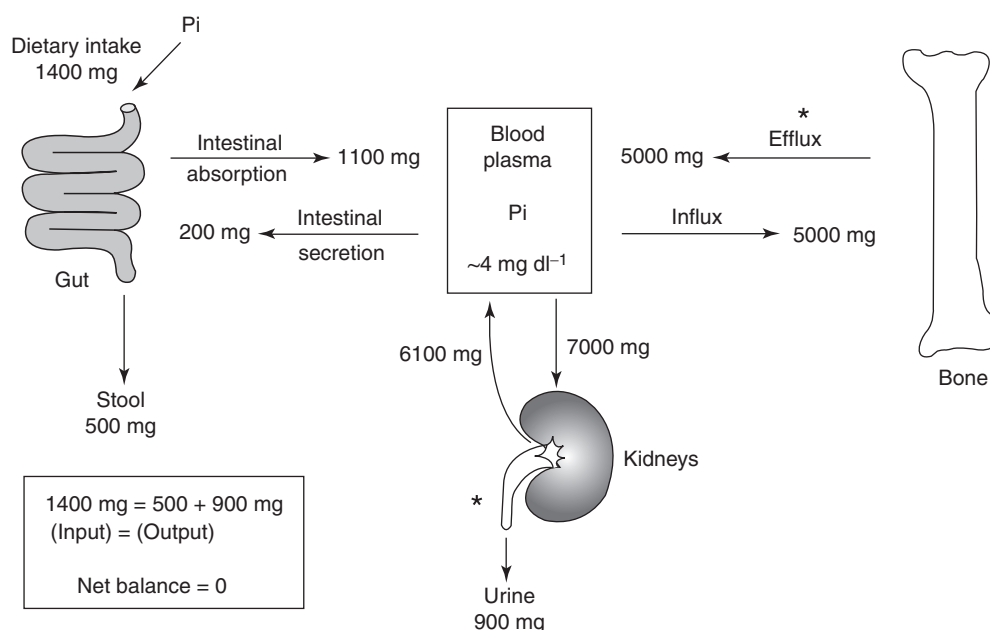 Pi
Dietary intake
1400 mg
Intestinal
absorption
1100 mg
200 mg
Intestinal
secretion
Gut
Stool
500 mg
Blood
plasma
Pi
~4 mg dl⁻¹
5000 mg
*
Efflux
Influx
5000 mg
Bone
6100 mg
7000 mg
Kidneys
*
Urine
900 mg
1400 mg = 500 + 900 mg
(Input) = (Output)
Net balance = 0